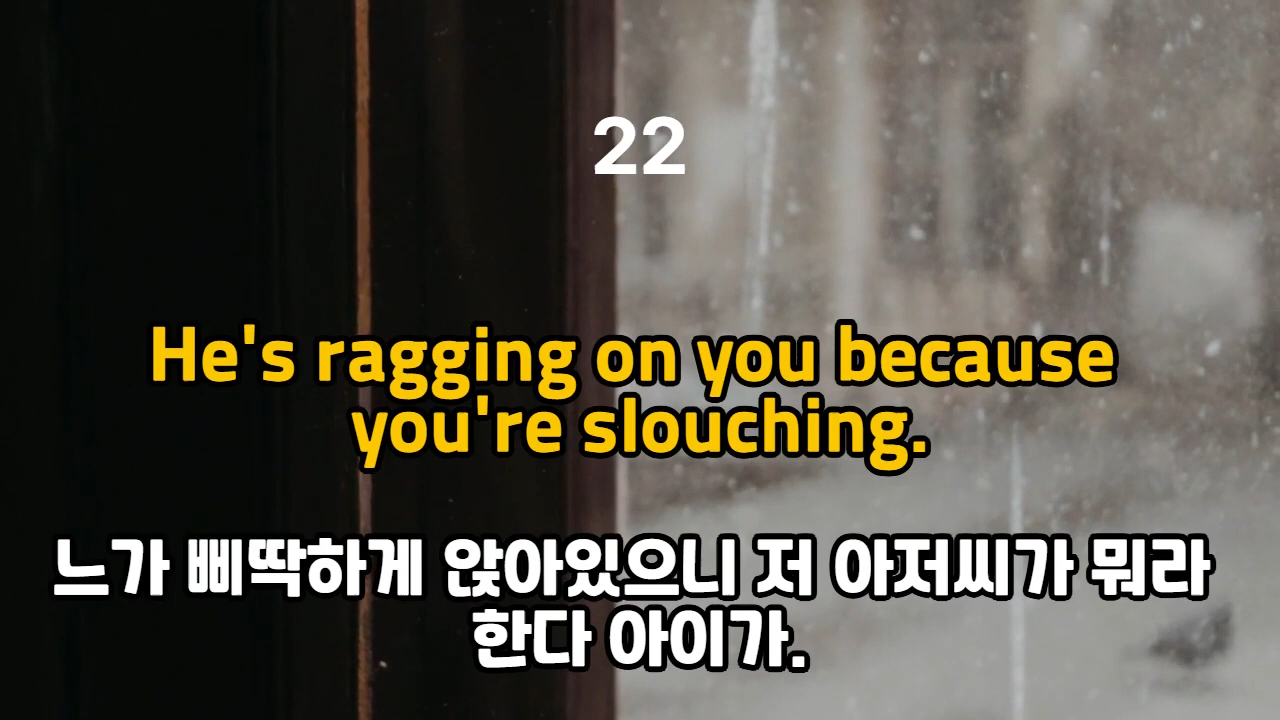 22
He's ragging on you because
you're slouching.
느가 삐딱하게 앉아있으니 저 아저씨가 뭐라
한다 아이가.